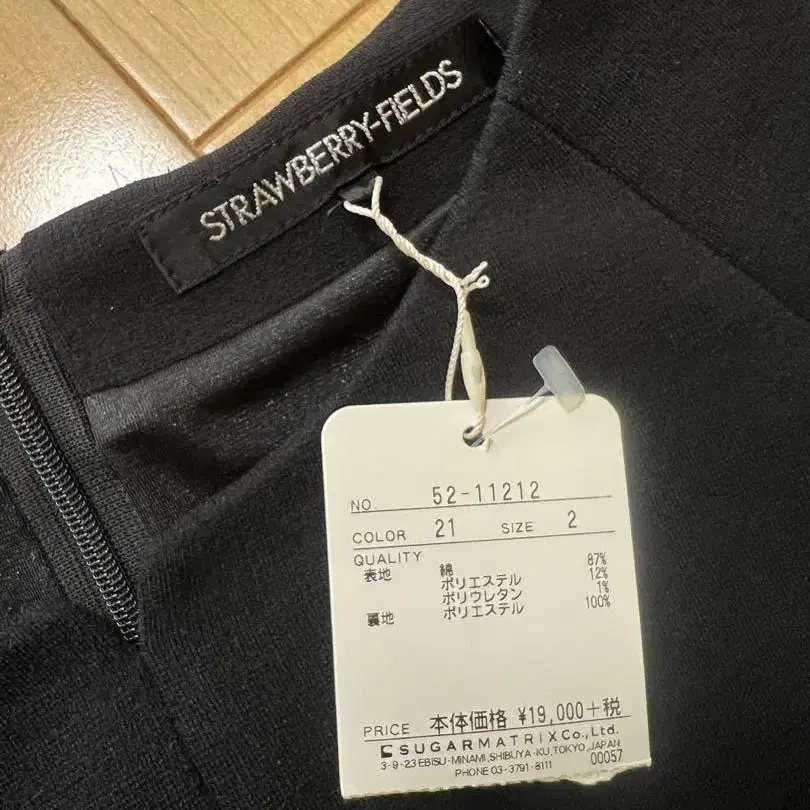 STRAWBERRY-FIELDS
NO. 52-11212
COLOR 21 SIZE 2
QUALITY
表地 綿 87%
ポリエステル 12%
ポリウレタン 1%
裏地 ポリエステル 100%
PRICE 本体価格 ¥19,000+税
SUGARMATRIX Co., Ltd.
3-9-23 EBISU-MINAMI, SHIBUYA-KU, TOKYO, JAPAN
PHONE 03-3791-8111 00057